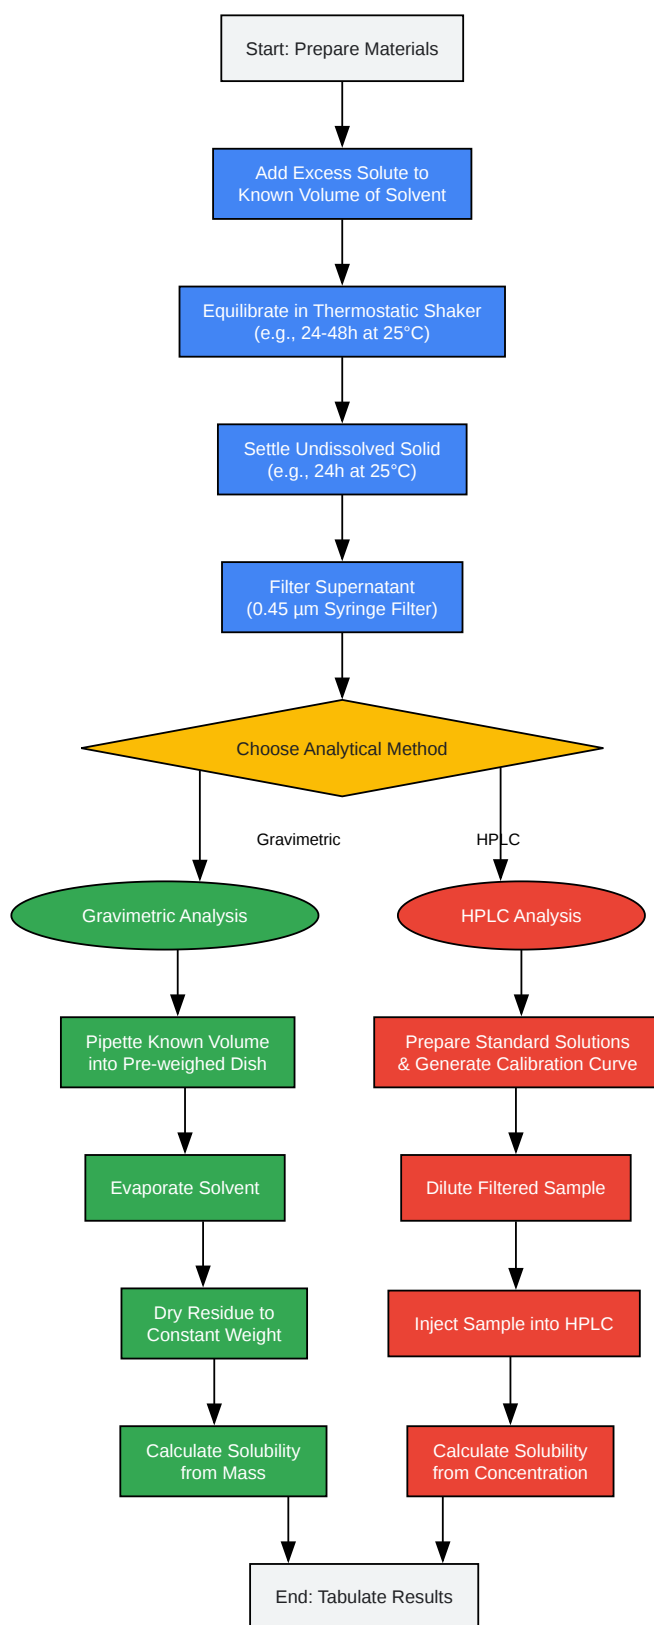 Start: Prepare Materials
Add Excess Solute to
Known Volume of Solvent
Equilibrate in Thermostatic Shaker
(e.g., 24-48h at 25°C)
Settle Undissolved Solid
(e.g., 24h at 25°C)
Filter Supernatant
(0.45 µm Syringe Filter)
Choose Analytical Method
Gravimetric
HPLC
Gravimetric Analysis
Pipette Known Volume
into Pre-weighed Dish
Evaporate Solvent
Dry Residue to
Constant Weight
Calculate Solubility
from Mass
HPLC Analysis
Prepare Standard Solutions
& Generate Calibration Curve
Dilute Filtered Sample
Inject Sample into HPLC
Calculate Solubility
from Concentration
End: Tabulate Results